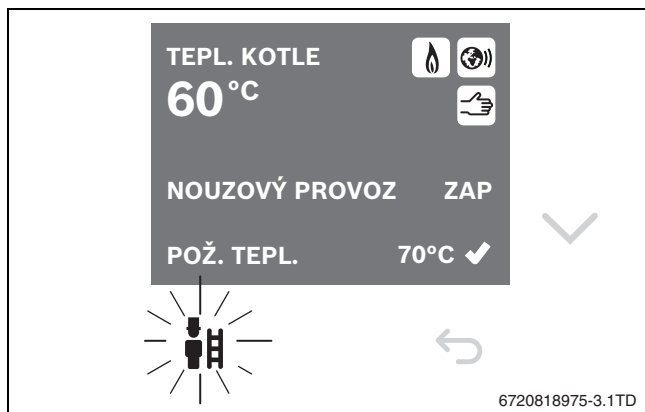 TEPL. KOTLE
60°C
NOUZOVÝ PROVOZ ZAP
POŽ. TEPL. 70°C
6720818975-3.1TD